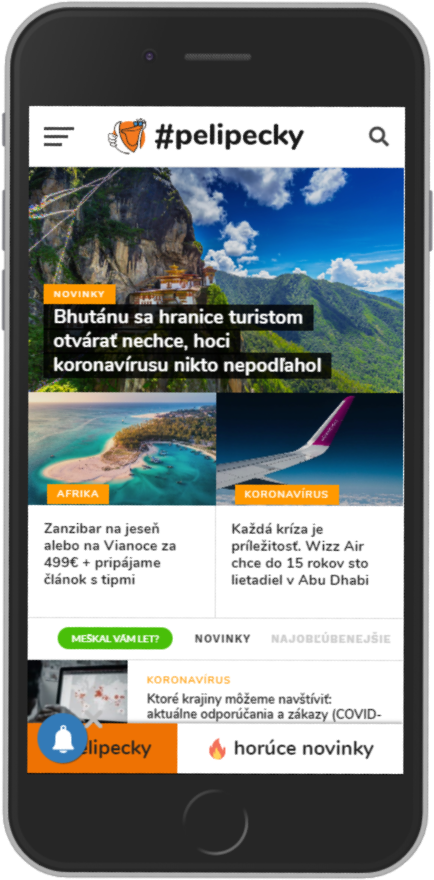 #pelipecky
NOVINKY
Bhutánu sa hranice turistom
otvárať nechce, hoci
koronavírusu nikto nepodľahol
AFRIKA
KORONAVÍRUS
Zanzibar na jeseň
alebo na Vianoce za
499€ + pripájame
článok s tipmi
Každá kríza je
príležitosť. Wizz Air
chce do 15 rokov sto
lietadiel v Abu Dhabi
MEŠKAL VÁM LET?
NOVINKY
NAJOBĽÚBENEJŠIE
KORONAVÍRUS
Ktoré krajiny môžeme navštíviť:
aktuálne odporúčania a zákazy (COVID-
elipecky
horúce novinky